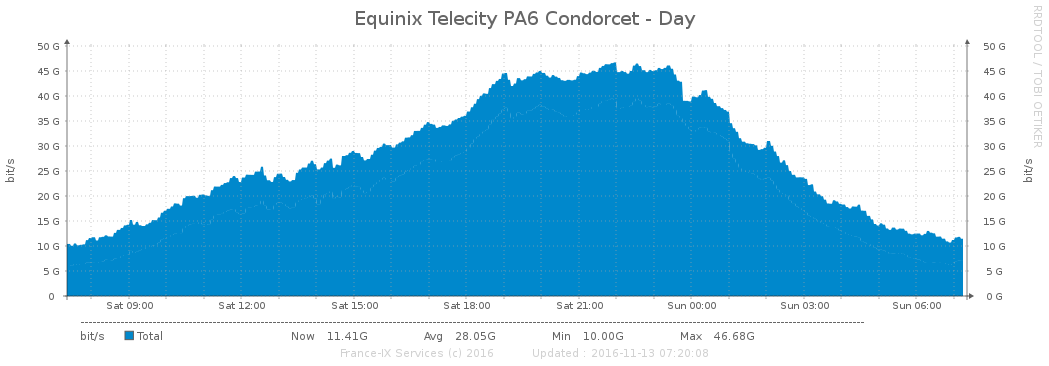 Equinix Telecity PA6 Condorcet - Day
RRDTOOL / TOBI OETIKER
bit/s
50 G
45 G
40 G
35 G
30 G
25 G
20 G
15 G
10 G
5 G
0
50 G
45 G
40 G
35 G
30 G
25 G
20 G
15 G
10 G
5 G
0 G
bit/s
Sat 09:00 Sat 12:00 Sat 15:00 Sat 18:00 Sat 21:00 Sun 00:00 Sun 03:00 Sun 06:00
bit/s Total Now 11.41G Avg 28.05G Min 10.00G Max 46.68G
France-IX Services (c) 2016 Updated : 2016-11-13 07:20:08